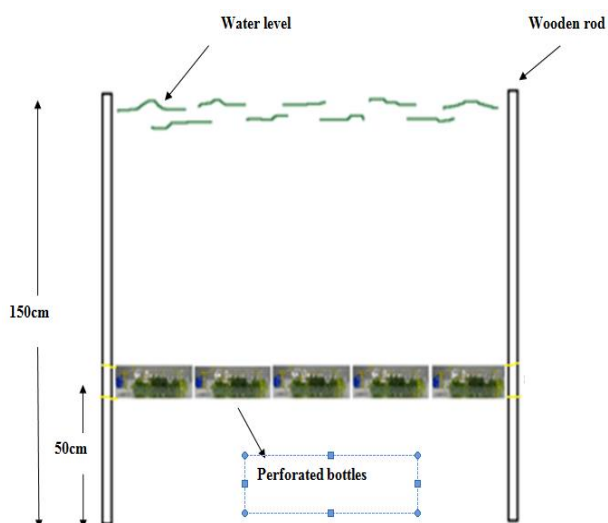 Water level
Wooden rod
150cm
50cm
Perforated bottles